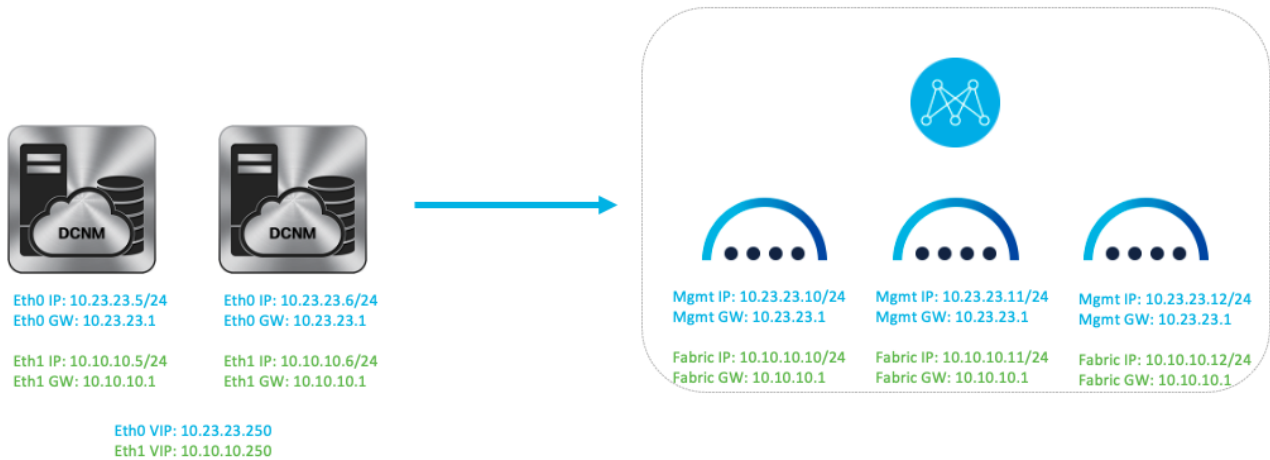 DCNM
DCNM
Eth0 IP: 10.23.23.5/24
Eth0 GW: 10.23.23.1
Eth1 IP: 10.10.10.5/24
Eth1 GW: 10.10.10.1
Eth0 IP: 10.23.23.6/24
Eth0 GW: 10.23.23.1
Eth1 IP: 10.10.10.6/24
Eth1 GW: 10.10.10.1
Eth0 VIP: 10.23.23.250
Eth1 VIP: 10.10.10.250
Mgmt IP: 10.23.23.10/24
Mgmt GW: 10.23.23.1
Fabric IP: 10.10.10.10/24
Fabric GW: 10.10.10.1
Mgmt IP: 10.23.23.11/24
Mgmt GW: 10.23.23.1
Fabric IP: 10.10.10.11/24
Fabric GW: 10.10.10.1
Mgmt IP: 10.23.23.12/24
Mgmt GW: 10.23.23.1
Fabric IP: 10.10.10.12/24
Fabric GW: 10.10.10.1